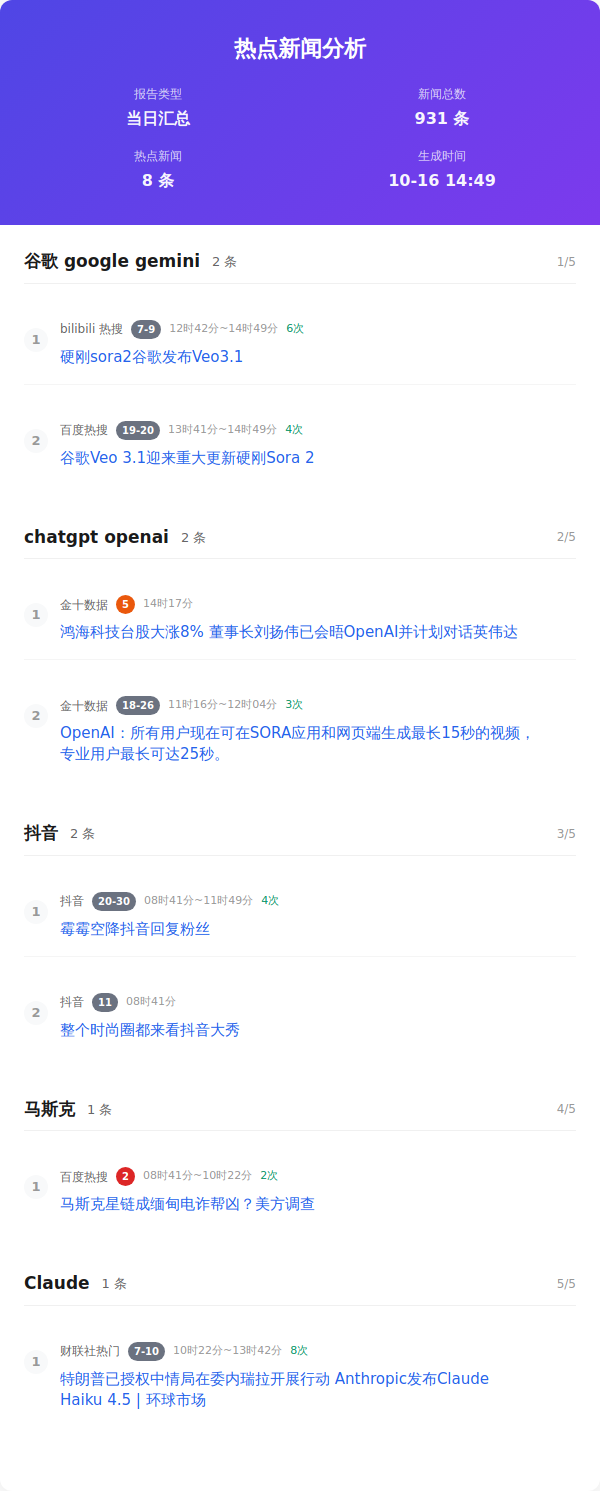 热点新闻分析
报告类型
新闻总数
当日汇总
931 条
热点新闻
生成时间
8 条
10-16 14:49
谷歌 google gemini 2 条 1/5
1
bilibili 热搜 7-9 12时42分~14时49分 6次
硬刚sora2谷歌发布Veo3.1
2
百度热搜 19-20 13时41分~14时49分 4次
谷歌Veo 3.1迎来重大更新硬刚Sora 2
chatgpt openai 2 条 2/5
1
金十数据 5 14时17分
鸿海科技台股大涨8% 董事长刘扬伟已会晤OpenAI并计划对话英伟达
2
金十数据 18-26 11时16分~12时04分 3次
OpenAI：所有用户现在可在SORA应用和网页端生成最长15秒的视频，
专业用户最长可达25秒。
抖音 2 条 3/5
1
抖音 20-30 08时41分~11时49分 4次
霉霉空降抖音回复粉丝
2
抖音 11 08时41分
整个时尚圈都来看抖音大秀
马斯克 1 条 4/5
1
百度热搜 2 08时41分~10时22分 2次
马斯克星链成缅甸电诈帮凶？美方调查
Claude 1 条 5/5
1
财联社热门 7-10 10时22分~13时42分 8次
特朗普已授权中情局在委内瑞拉开展行动 Anthropic发布Claude
Haiku 4.5 | 环球市场